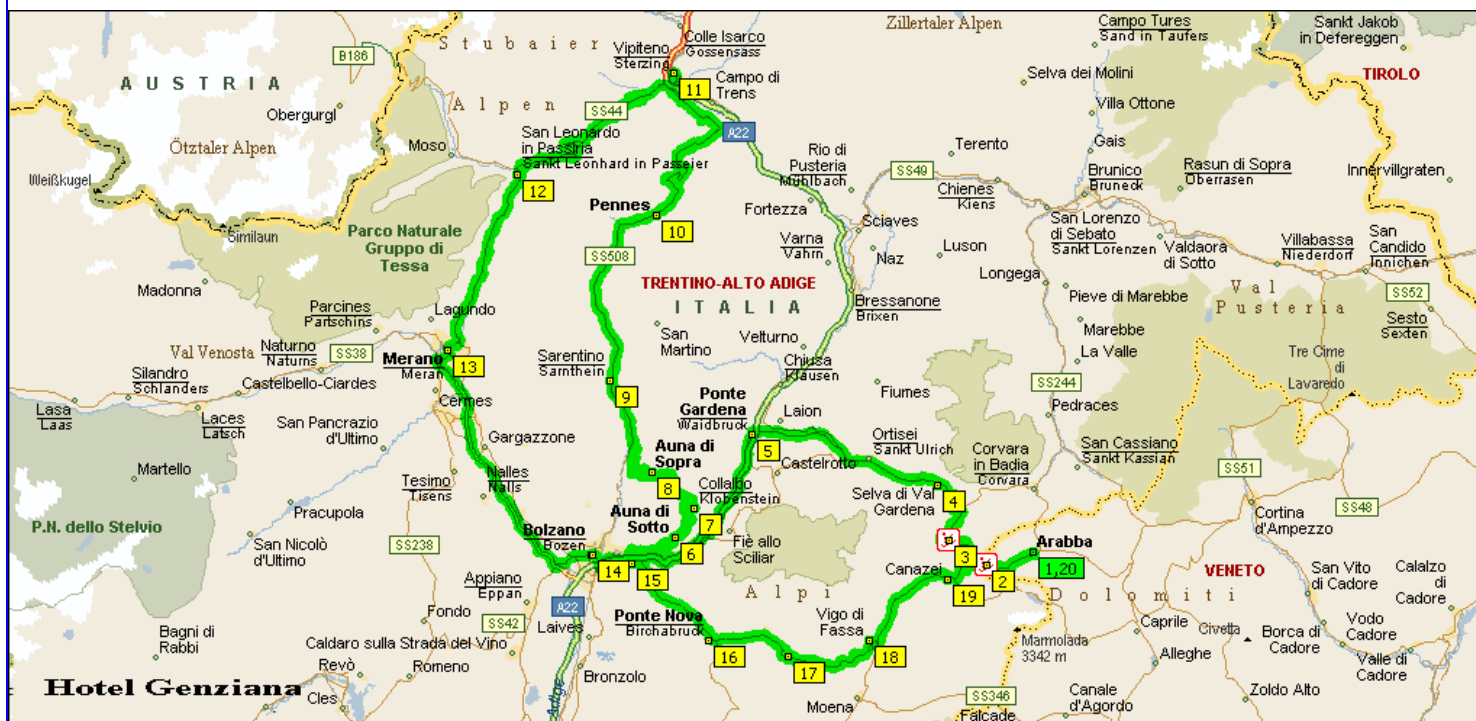 Colle Isarco
Gossensass
Zillertaler Alpen
Campo Tures
Sand in Taufers
Sankt Jakob
in Defereggen
Stubaier
Alpen
Vipiteno
Sterzing
B186
AUSTRIA
Obergurgl
Ötztaler Alpen
Weißkugel
Moso
SS44
Campo di
Trens
11
A22
San Leonardo
in Passiria
Sankt Leonhard in Passeier
12
Selva dei Molini
TIROLO
Villa Ottone
Gais
Terento
Rio di
Pusteria
Mühlbach
SS49
Chienes
Kiens
Brunico
Bruneck
Rasun di Sopra
Oberrasen
Innervillgraten
Pennes
10
Fortezza
Sciaves
Varna
Vahrn
Naz
Luson
San Lorenzo
di Sebato
Sankt Lorenzen
Valdaora
di Sotto
Villabassa
Niederdorf
San
Candido
Innichen
Similaun
Parco Naturale
Gruppo di
Tessa
SS508
TRENTINO-ALTO ADIGE
ITALIA
Longega
Pieve di Marebbe
Val
Pusteria
SS52
Sesto
Sexten
Madonna
Parcines
Partschins
Lagundo
Bressanone
Brixen
Marebbe
San
Martino
Velturno
La Valle
Tre Cime
di
Lavaredo
Val Venosta
Naturno
Naturns
SS38
Merano
Meran
13
Sarentino
Sarnthein
9
Chiusa
Klausen
Fiumes
SS244
Silandro
Schlanders
Castelbello-Ciardes
Cermes
Ponte
Gardena
Waidbruck
5
Laion
Pedraces
Lasa
Laas
Laces
Latsch
San Pancrazio
d'Ultimo
Gargazzone
Ortisei
Sankt Ulrich
Corvara
in Badia
Corvara
San Cassiano
Sankt Kassian
SS51
Martello
Tesimo
Tisens
Nalles
Nalls
Auna di
Sopra
8
Castelrotto
Collalbo
Klobenstein
Selva di Val
Gardena
4
Pracupola
P.N. dello Stelvio
Auna di
Sotto
7
6
Cortina
d'Ampezzo
SS48
San Nicolò
d'Ultimo
SS238
Bolzano
Bozen
14
15
Fiè allo
Sciliar
3
Arabba
1,20
2
Canazei
19
VENETO
San Vito
di Cadore
Calalzo
di
Cadore
Appiano
Eppan
A22
Alpi
Dolomiti
Fondo
SS42
Laives
Ponte Nova
Birchabruck
16
Vigo di
Fassa
18
Caprile
Civetta
Vodo
Cadore
Borca di
Cadore
Bagni di
Rabbi
Caldaro sulla Strada del Vino
17
Marmolada
3342 m
Alleghe
Valle di
Cadore
Revò
Romeno
Bronzolo
Hotel Genziana
Cles
Adige
Moena
SS346
Falcade
Canale
d'Agordo
Zoldo Alto